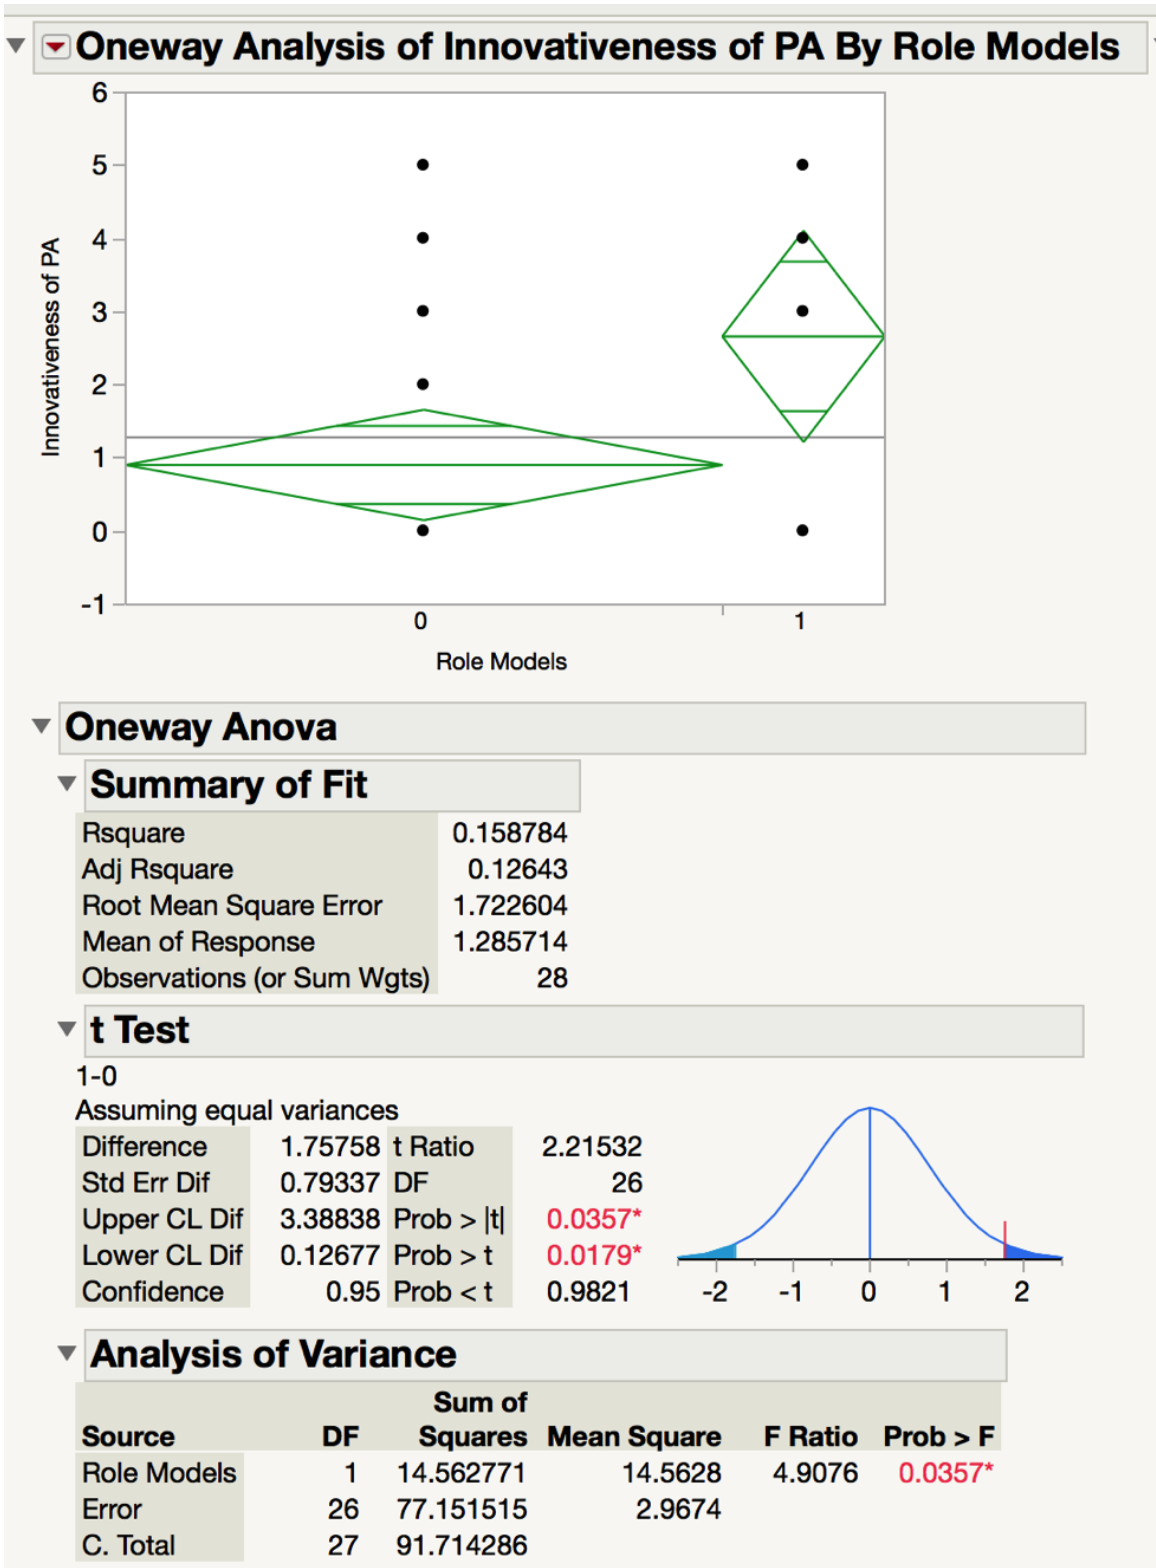 Oneway Analysis of Innovativeness of PA By Role Models
6
5
4
3
2
1
0
-1
Innovativeness of PA
0 1
Role Models
Oneway Anova
Summary of Fit
Rsquare 0.158784
Adj Rsquare 0.12643
Root Mean Square Error 1.722604
Mean of Response 1.285714
Observations (or Sum Wgts) 28
t Test
1-0
Assuming equal variances
Difference 1.75758 t Ratio 2.21532
Std Err Dif 0.79337 DF 26
Upper CL Dif 3.38838 Prob > |t| 0.0357*
Lower CL Dif 0.12677 Prob > t 0.0179*
Confidence 0.95 Prob < t 0.9821
-2 -1 0 1 2
Analysis of Variance
Sum of
Source DF Squares Mean Square F Ratio Prob > F
Role Models 1 14.562771 14.5628 4.9076 0.0357*
Error 26 77.151515 2.9674
C. Total 27 91.714286